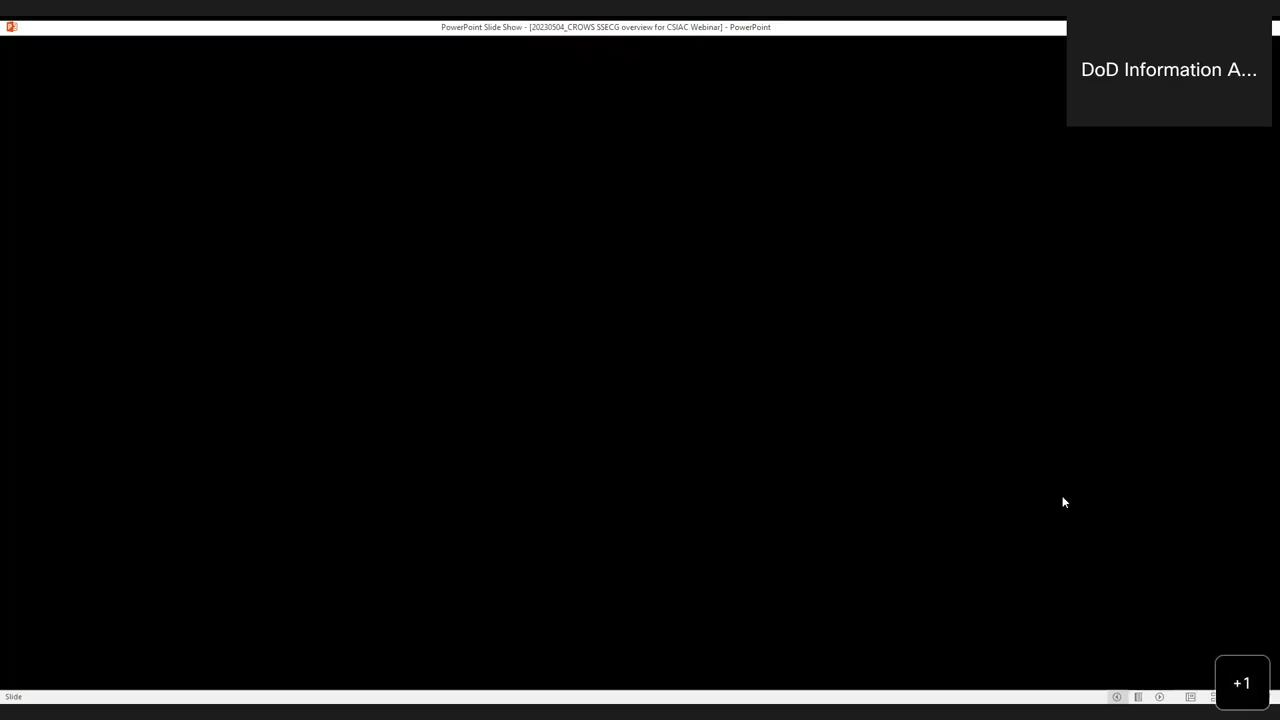 PowerPoint Slide Show - [20230504_CROWS SSECG overview for CSIAC Webinar] - PowerPoint
DoD Information A...
+1
Slide